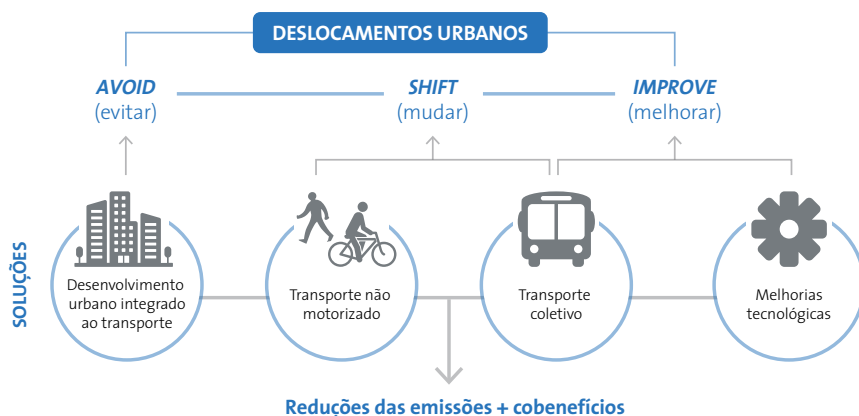 DESLOCAMENTOS URBANOS
AVOID
(evitar)
SHIFT
(mudar)
IMPROVE
(melhorar)
SOLUÇÕES
Desenvolvimento
urbano integrado
ao transporte
Transporte não
motorizado
Transporte
coletivo
Melhorias
tecnológicas
Reduções das emissões + cobenefícios